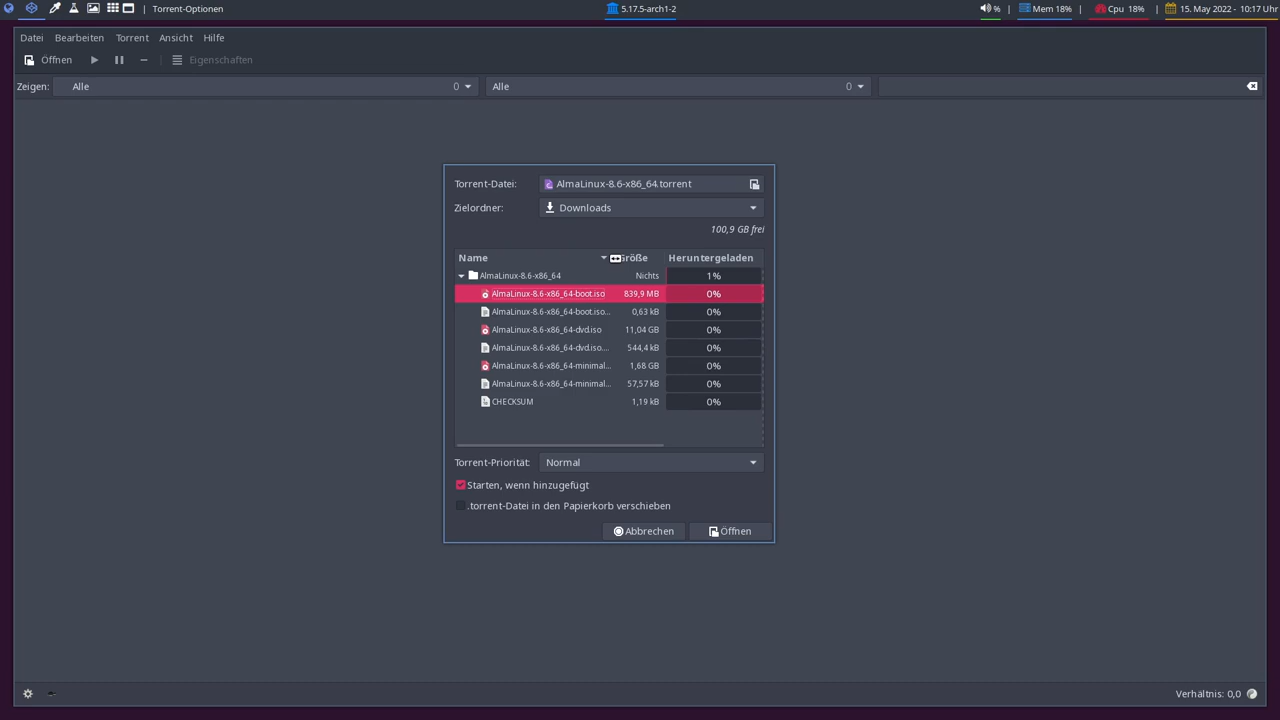 Torrent-Optionen
5.17.5-arch1-2
% | Mem 18% | Cpu 18% | 15. May 2022 - 10:17 Uhr
Datei Bearbeiten Torrent Ansicht Hilfe
Öffnen Eigenschaften
Zeigen: Alle 0 Alle 0
Torrent-Datei: AlmaLinux-8.6-x86_64.torrent
Zielordner: Downloads
100,9 GB frei
Name Größe Heruntergeladen
AlmaLinux-8.6-x86_64 Nichts 1%
AlmaLinux-8.6-x86_64-boot.iso 839,9 MB 0%
AlmaLinux-8.6-x86_64-boot.iso... 0,63 kB 0%
AlmaLinux-8.6-x86_64-dvd.iso 11,04 GB 0%
AlmaLinux-8.6-x86_64-dvd.iso.... 544,4 kB 0%
AlmaLinux-8.6-x86_64-minimal... 1,68 GB 0%
AlmaLinux-8.6-x86_64-minimal... 57,57 kB 0%
CHECKSUM 1,19 kB 0%
Torrent-Priorität: Normal
Starten, wenn hinzugefügt
.torrent-Datei in den Papierkorb verschieben
Abbrechen Öffnen
Verhältnis: 0,0